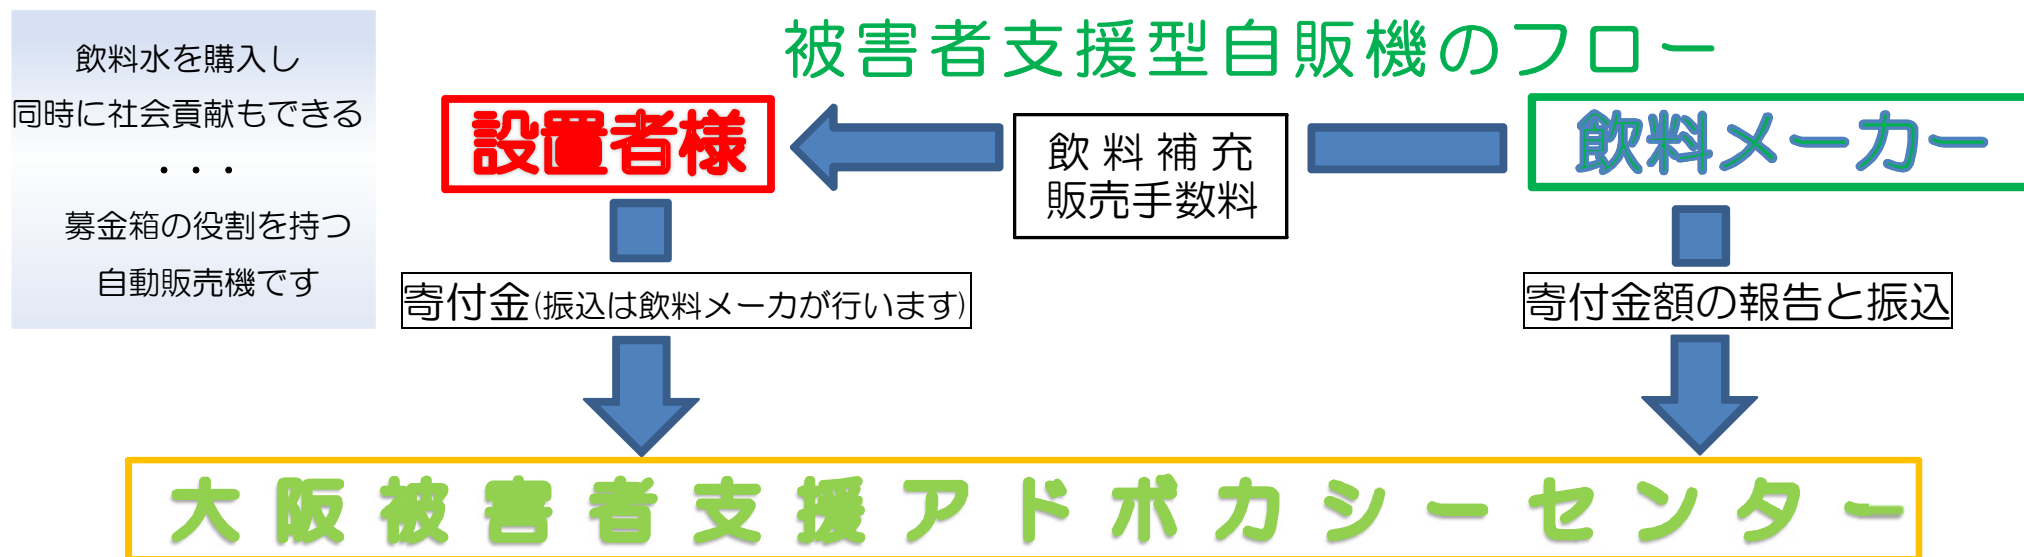 飲料水を購入し
同時に社会貢献もできる
・・・
募金箱の役割を持つ
自動販売機です
被害者支援型自販機のフロー
設置者様
飲料補充
販売手数料
飲料メーカー
寄付金(振込は飲料メーカが行います)
寄付金額の報告と振込
大阪被害者支援アドボカシーセンター